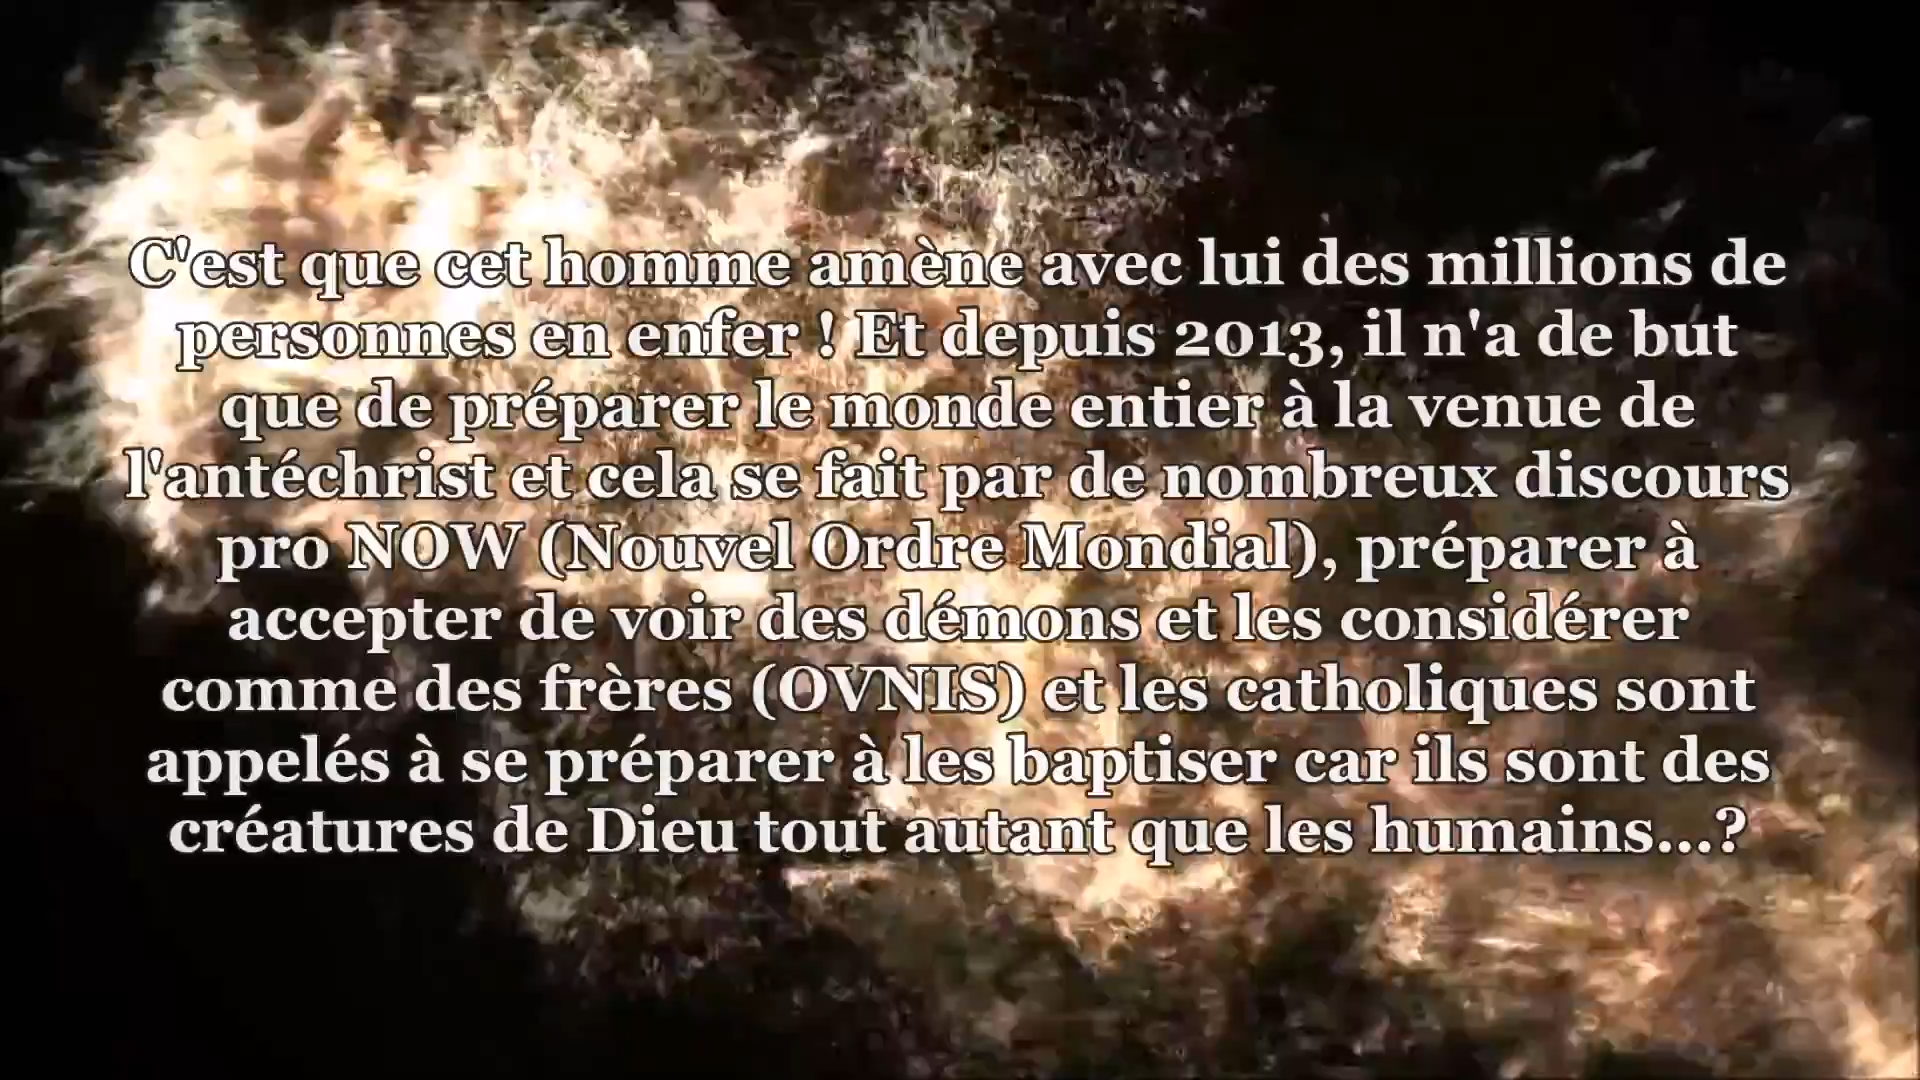 C'est que cet homme amène avec lui des millions de
personnes en enfer ! Et depuis 2013, il n'a de but
que de préparer le monde entier à la venue de
l'antéchrist et cela se fait par de nombreux discours
pro NOW (Nouvel Ordre Mondial), préparer à
accepter de voir des démons et les considérer
comme des frères (OVNIS) et les catholiques sont
appelés à se préparer à les baptiser car ils sont des
créatures de Dieu tout autant que les humains...?